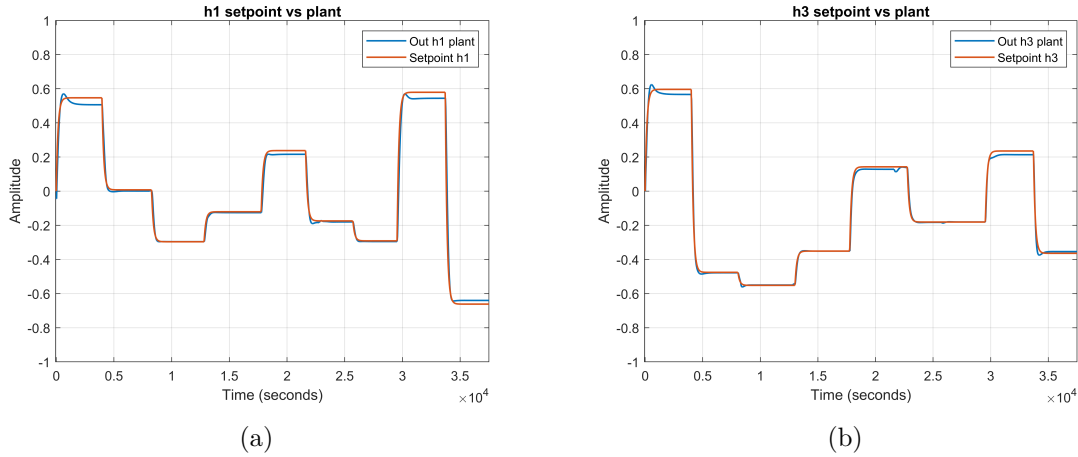 h1 setpoint vs plant
1
0.8
0.6
0.4
0.2
0
-0.2
-0.4
-0.6
-0.8
-1
Amplitude
Out h1 plant
Setpoint h1
0 0.5 1 1.5 2 2.5 3 3.5
Time (seconds)
×10^4
(a)
h3 setpoint vs plant
1
0.8
0.6
0.4
0.2
0
-0.2
-0.4
-0.6
-0.8
-1
Amplitude
Out h3 plant
Setpoint h3
0 0.5 1 1.5 2 2.5 3 3.5
Time (seconds)
×10^4
(b)